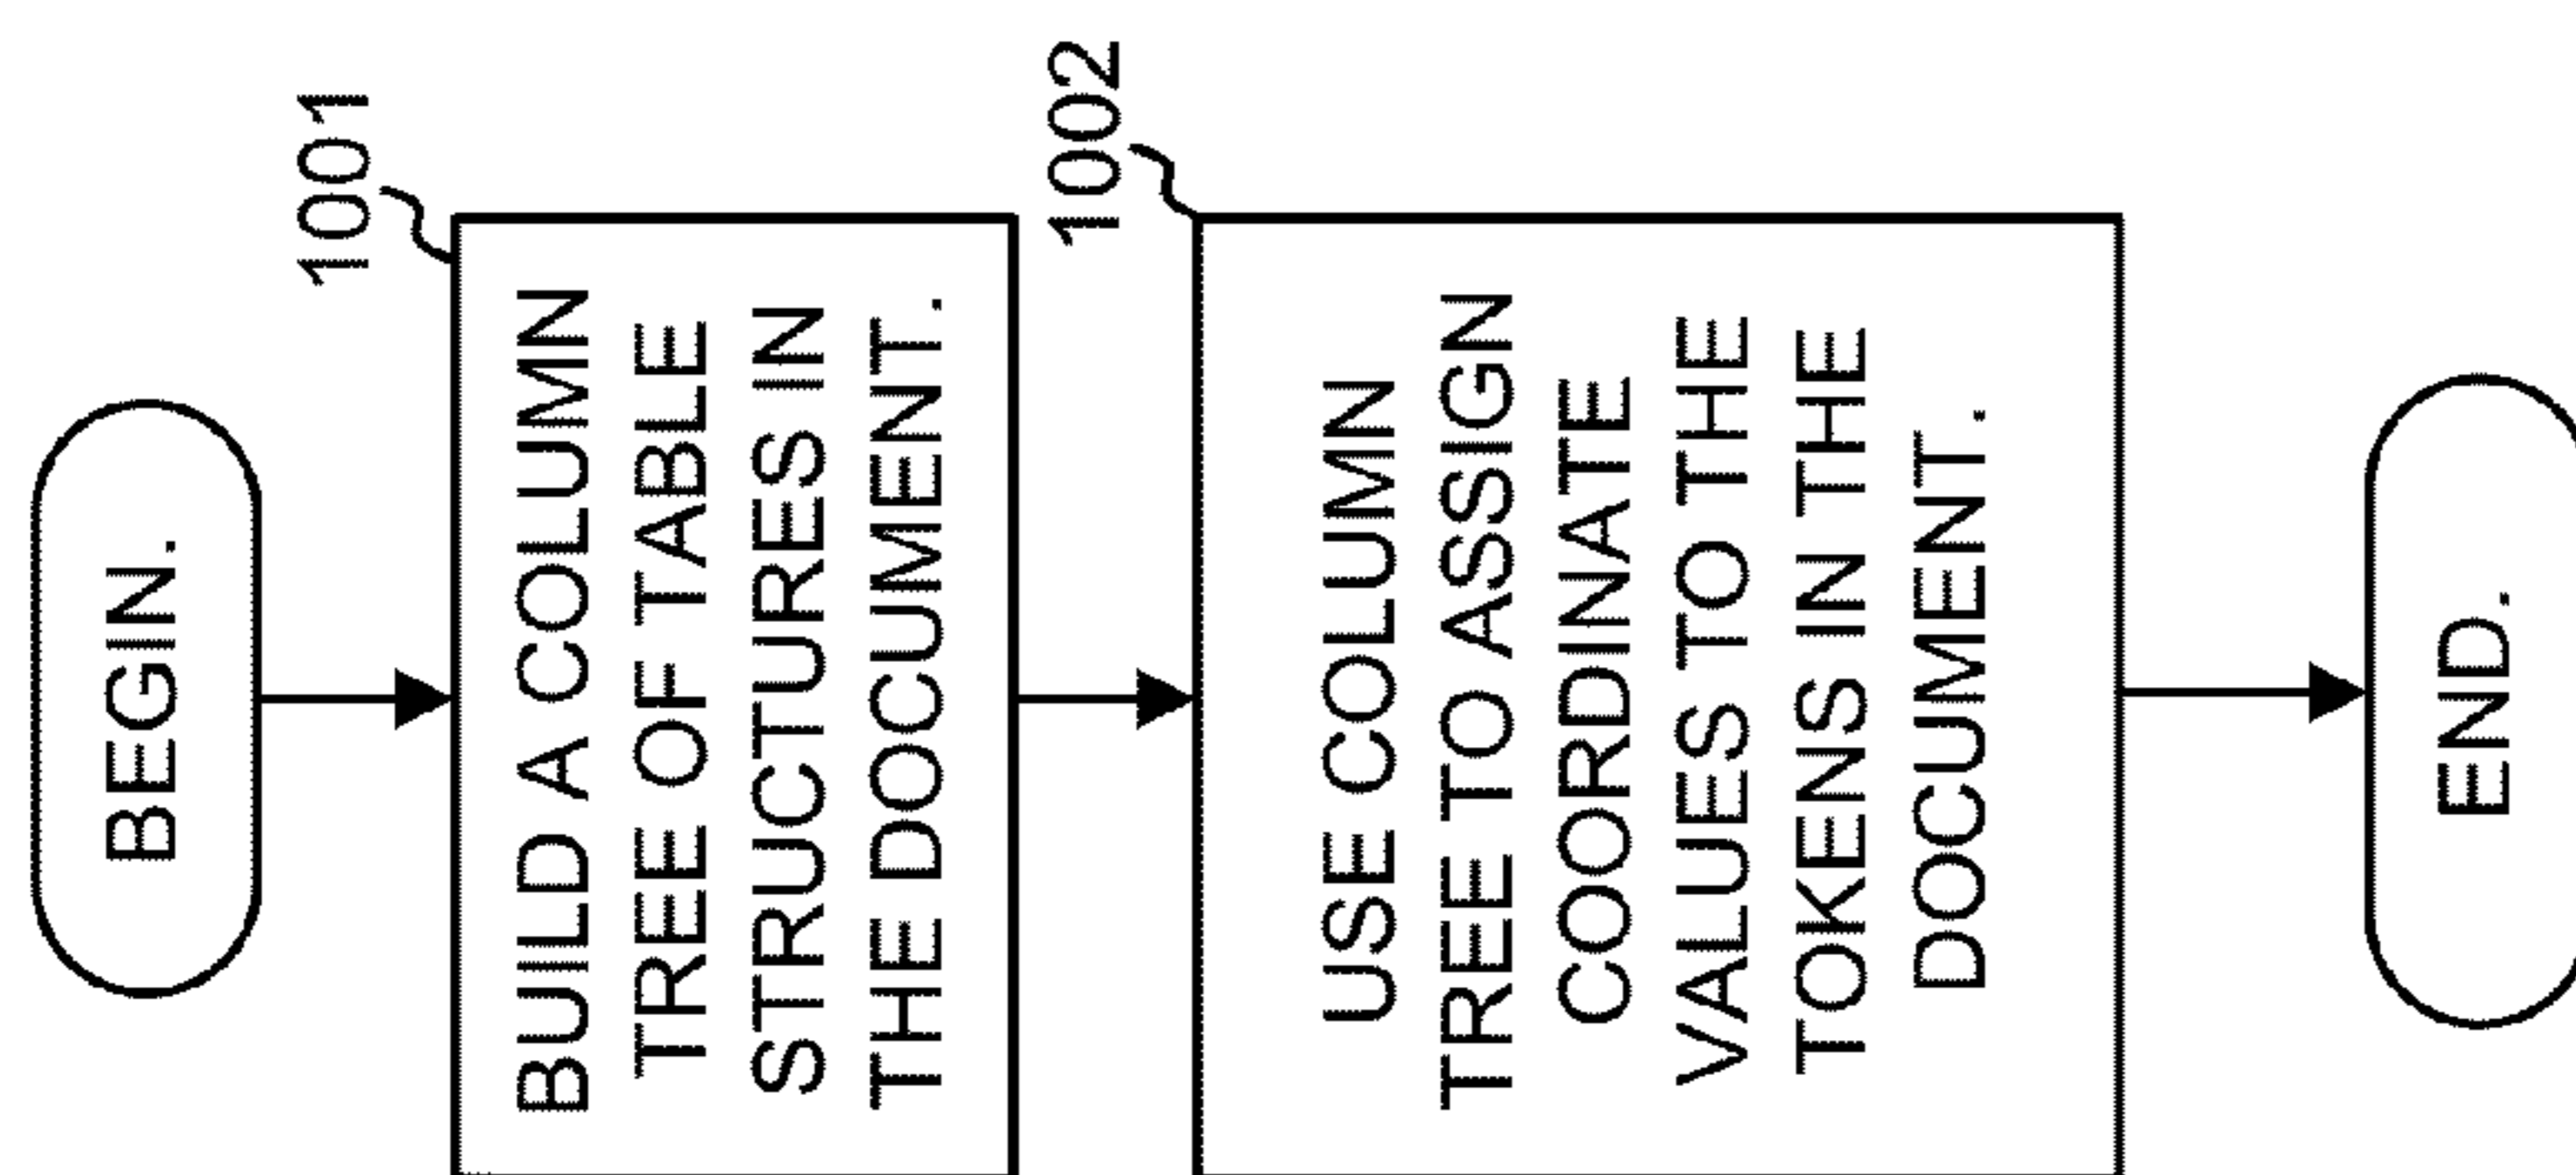 BEGIN.
1001
BUILD A COLUMN
TREE OF TABLE
STRUCTURES IN
THE DOCUMENT.
1002
USE COLUMN
TREE TO ASSIGN
COORDINATE
VALUES TO THE
TOKENS IN THE
DOCUMENT.
END.